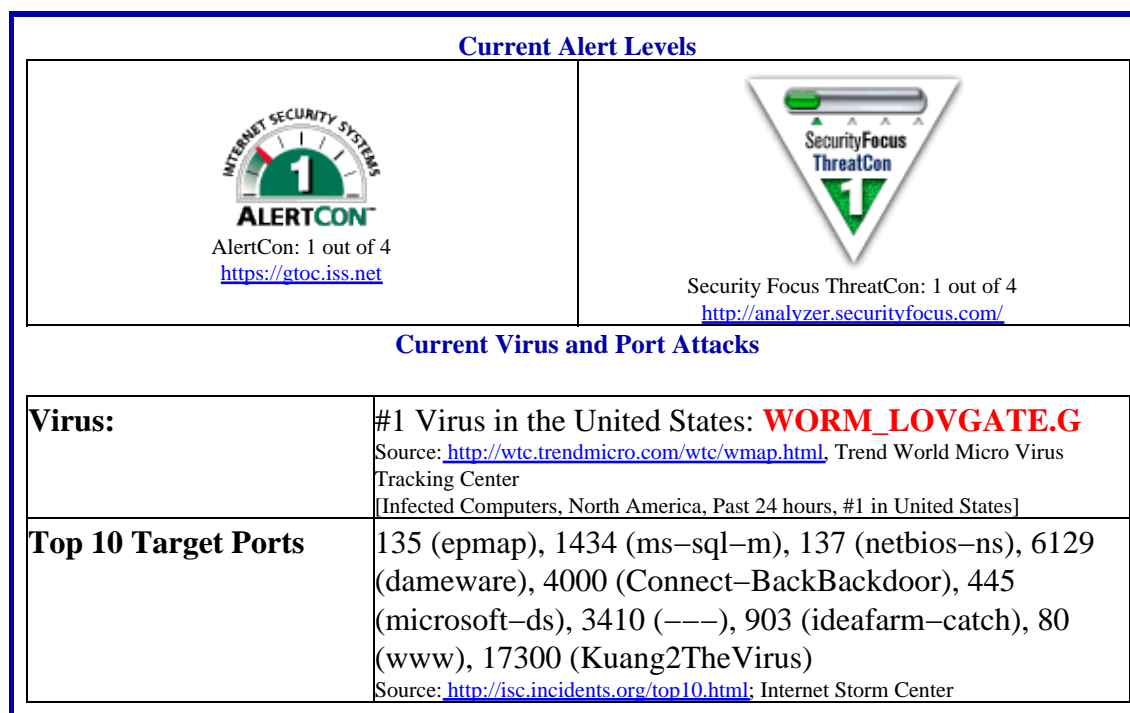 Current Alert Levels
INTERNET SECURITY SYSTEMS
1
ALERTCON™
AlertCon: 1 out of 4
https://gtoc.iss.net
SecurityFocus
ThreatCon
1
Security Focus ThreatCon: 1 out of 4
http://analyzer.securityfocus.com/
Current Virus and Port Attacks
Virus:
#1 Virus in the United States: WORM_LOVGATE.G
Source: http://wtc.trendmicro.com/wtc/wmap.html, Trend World Micro Virus
Tracking Center
[Infected Computers, North America, Past 24 hours, #1 in United States]
Top 10 Target Ports
135 (epmap), 1434 (ms−sql−m), 137 (netbios−ns), 6129
(dameware), 4000 (Connect−BackBackdoor), 445
(microsoft−ds), 3410 (−−−), 903 (ideafarm−catch), 80
(www), 17300 (Kuang2TheVirus)
Source: http://isc.incidents.org/top10.html; Internet Storm Center